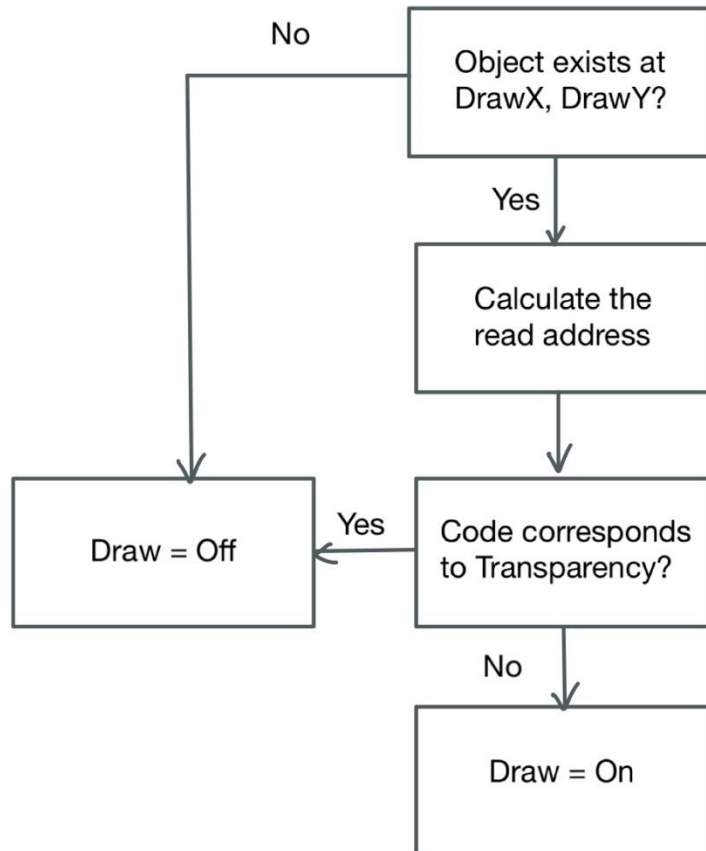 No
Object exists at
DrawX, DrawY?
Yes
Calculate the
read address
Draw = Off
Yes
Code corresponds
to Transparency?
No
Draw = On